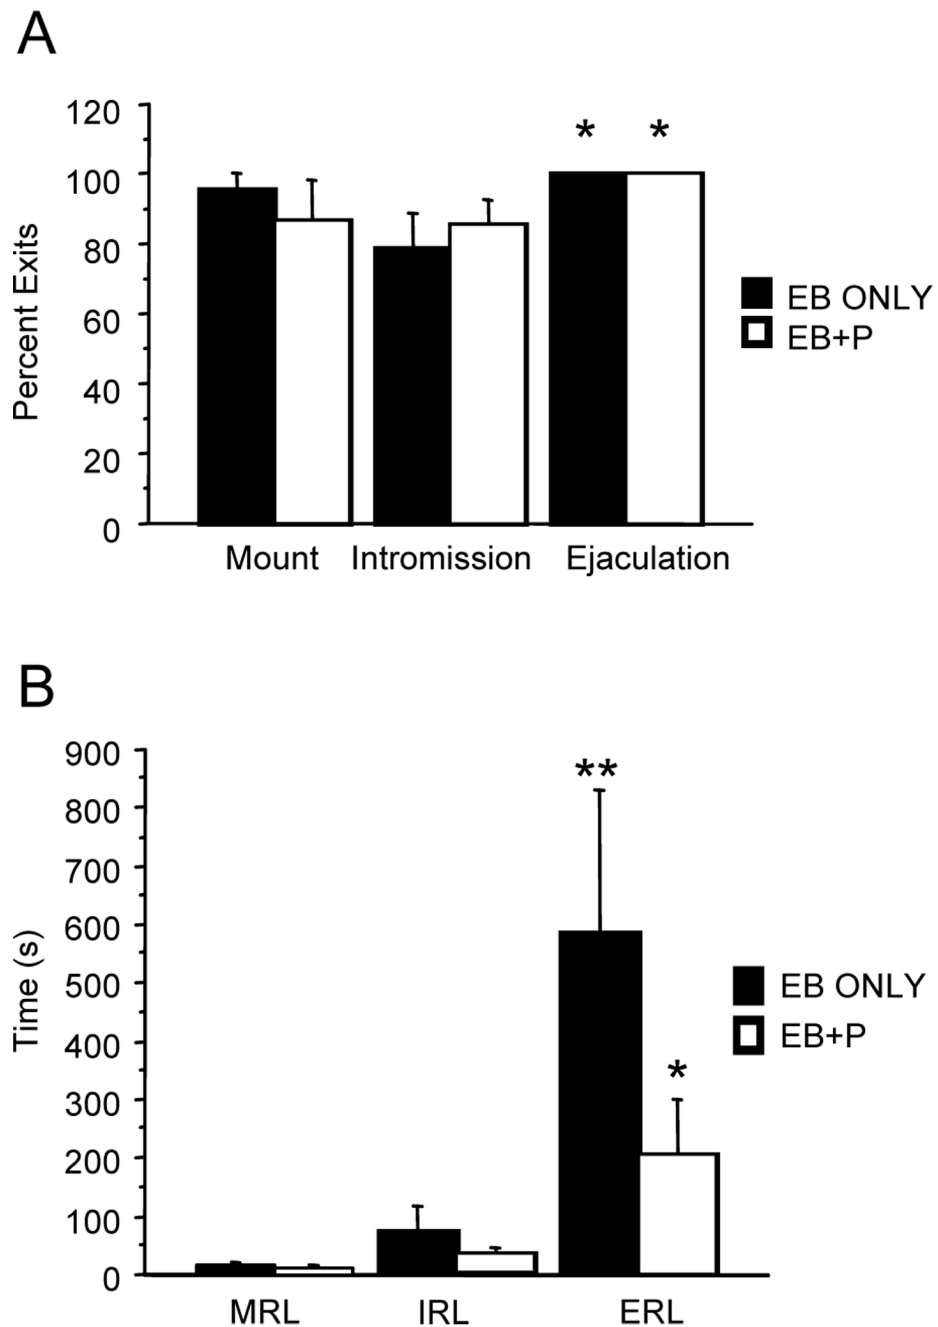 A
120
100
80
60
40
20
0
Percent Exits
* *
Mount Intromission Ejaculation
EB ONLY
EB+P
B
900
800
700
600
500
400
300
200
100
0
Time (s)
**
*
MRL IRL ERL
EB ONLY
EB+P